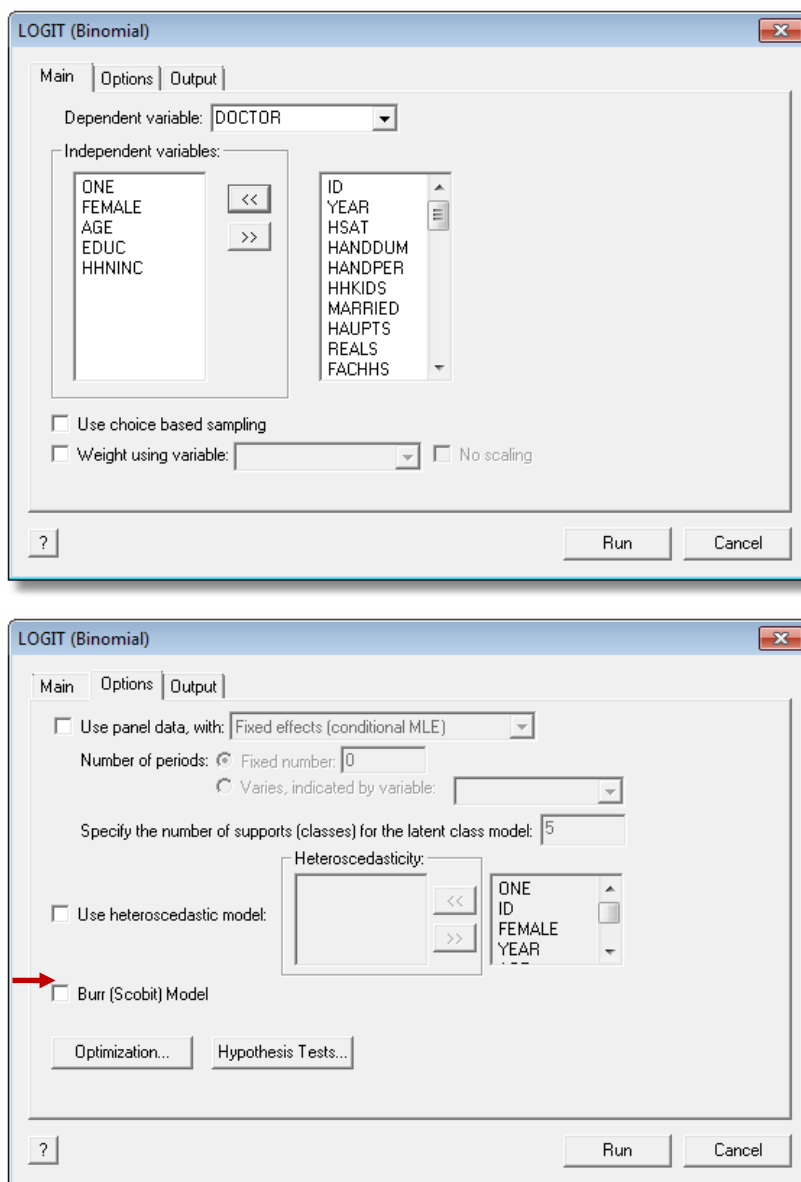 LOGIT (Binomial)
Main Options Output
Dependent variable: DOCTOR
Independent variables:
ONE
FEMALE
AGE
EDUC
HHNINC
<<
>>
ID
YEAR
HSAT
HANDDUM
HANDPER
HHKIDS
MARRIED
HAUPTS
REALS
FACHHS
Use choice based sampling
Weight using variable: No scaling
? Run Cancel
LOGIT (Binomial)
Main Options Output
Use panel data, with: Fixed effects (conditional MLE)
Number of periods: Fixed number: 0
Varies, indicated by variable:
Specify the number of supports (classes) for the latent class model: 5
Heteroscedasticity:
Use heteroscedastic model:
<<
>>
ONE
ID
FEMALE
YEAR
Burr (Scobit) Model
Optimization... Hypothesis Tests...
? Run Cancel